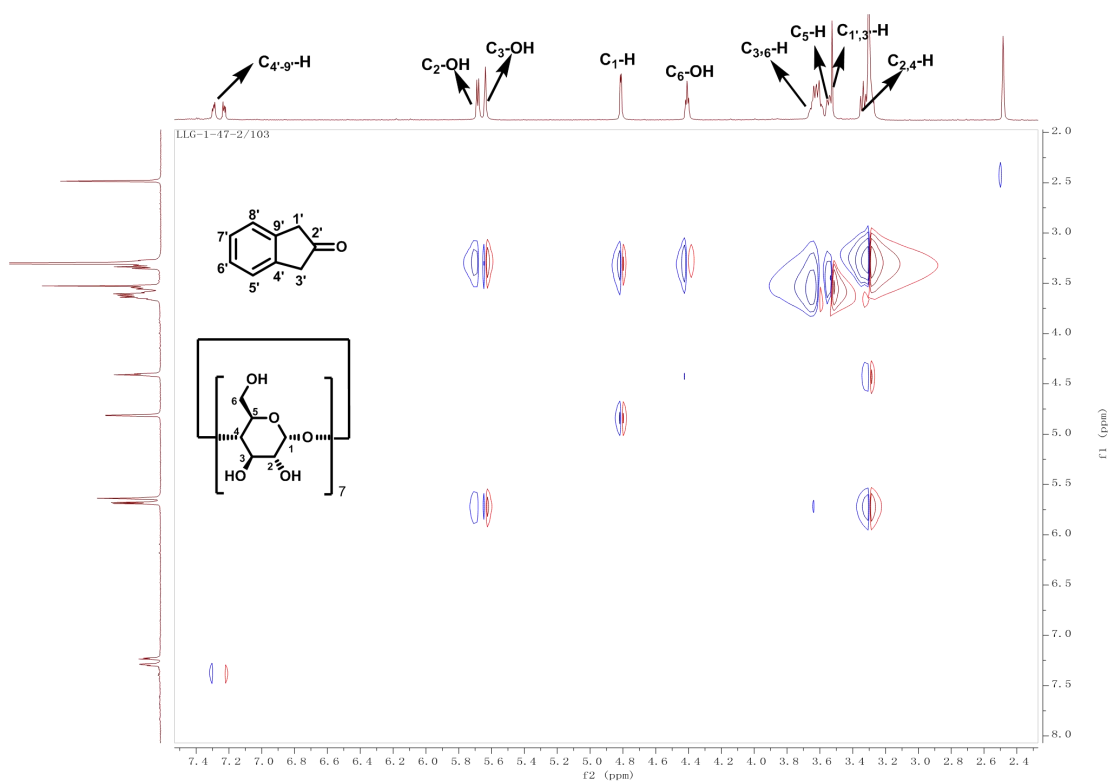 C4'-9'-H
C2-OH
C3-OH
C1-H
C6-OH
C3,6-H
C5-H
C1',3'-H
C2,4-H
LLG-1-47-2/103
8'
1'
7'
9'
2'
O
6'
4'
5'
3'
OH
6
5
O
4
1
O
3
2
HO
OH
7
2.0
2.5
3.0
3.5
4.0
4.5
5.0
5.5
6.0
6.5
7.0
7.5
8.0
f1 (ppm)
7.4 7.2 7.0 6.8 6.6 6.4 6.2 6.0 5.8 5.6 5.4 5.2 5.0 4.8 4.6 4.4 4.2 4.0 3.8 3.6 3.4 3.2 3.0 2.8 2.6 2.4
f2 (ppm)